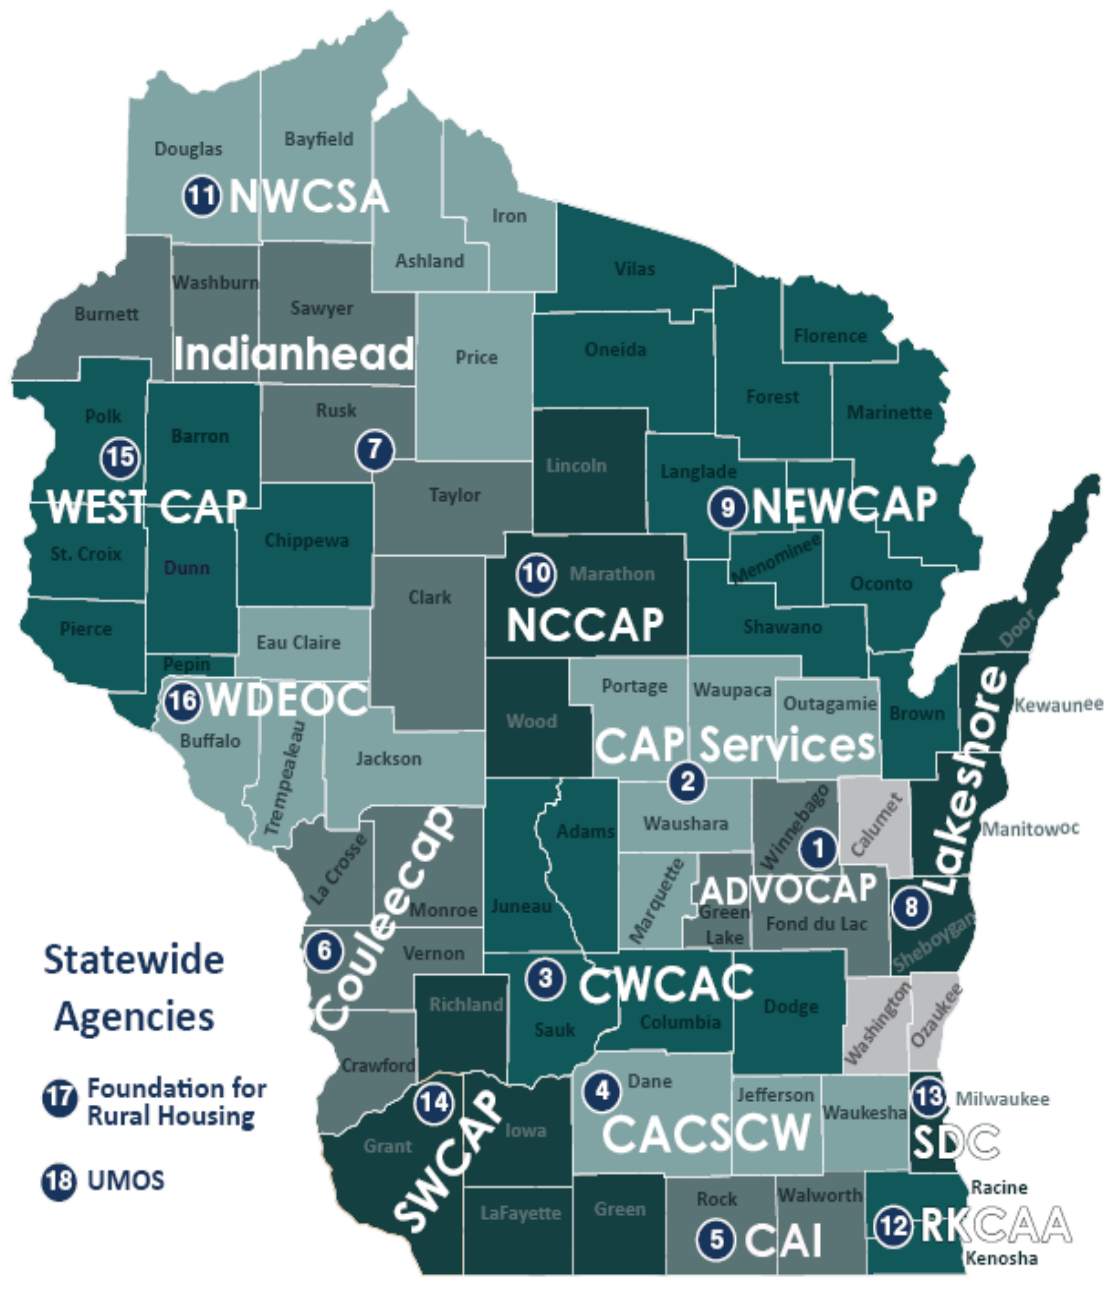 Douglas
Bayfield
11 NWCSA
Iron
Ashland
Vilas
Washburn
Burnett
Sawyer
Florence
Indianhead
Price
Oneida
Forest
Rusk
Marinette
Polk
Barron
7
15
Lincoln
Langlade
Taylor
WEST CAP
9 NEWCAP
Chippewa
St. Croix
Dunn
Menominee
10 Marathon
Oconto
Clark
NCCAP
Pierce
Shawano
Eau Claire
Door
Pepin
Portage
Waupaca
16 WDEOC
Outagamie
Kewaunee
Brown
Wood
Buffalo
Trempealeau
CAP Services
Jackson
2
Lakeshore
Waushara
Adams
Winnebago
Calumet
Manitowoc
1
La Crosse
Couleecap
Marquette
ADVOCAP
Monroe
Juneau
Green
Lake
Fond du Lac
8
Sheboygan
6
Vernon
Statewide
Agencies
3 CWCAC
Richland
Dodge
Sauk
Columbia
Washington
Ozaukee
Crawford
17 Foundation for
Rural Housing
4 Dane
Jefferson
14
Waukesha
13 Milwaukee
CACSCW
SDC
Iowa
Grant
SWCAP
18 UMOS
Racine
Rock
Walworth
LaFayette
Green
12 RKCAA
5 CAI
Kenosha